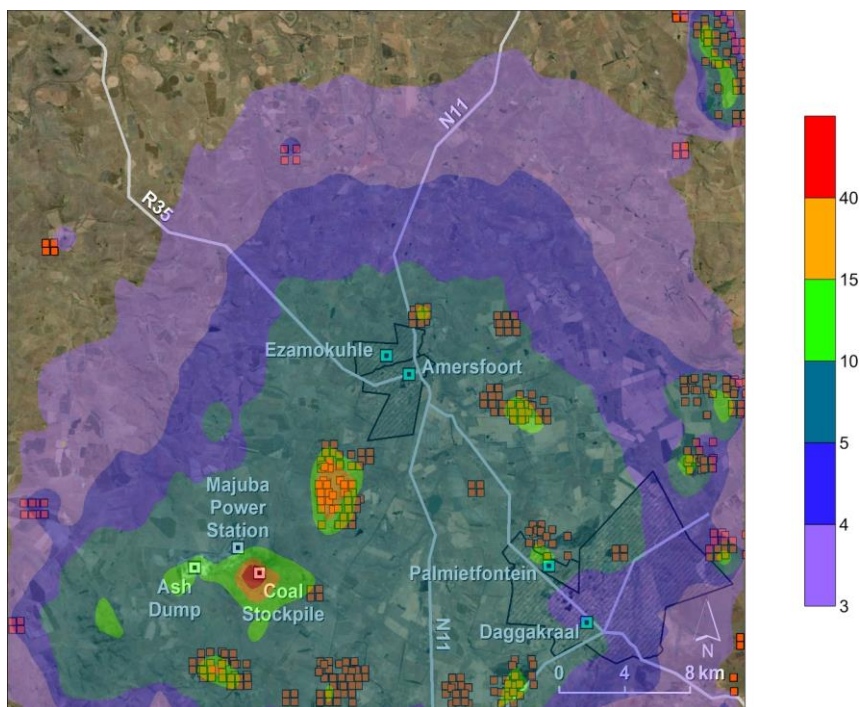 N11
R35
40
15
10
5
4
3
Ezamokuhle
Amersfoort
Majuba
Power
Station
Ash
Dump
Coal
Stockpile
Palmietfontein
Daggakraal
N11
N
0 4 8 km